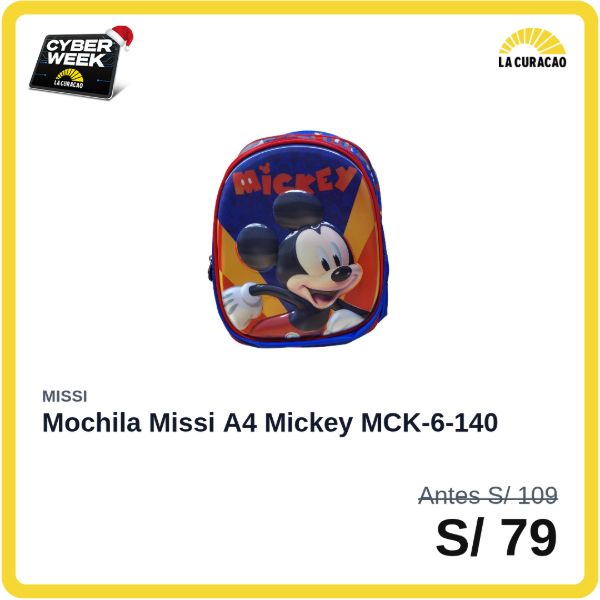 CYBER
WEEK
LA CURACAO
LA CURACAO
MICKEY
MISSI
Mochila Missi A4 Mickey MCK-6-140
Antes S/ 109
S/ 79